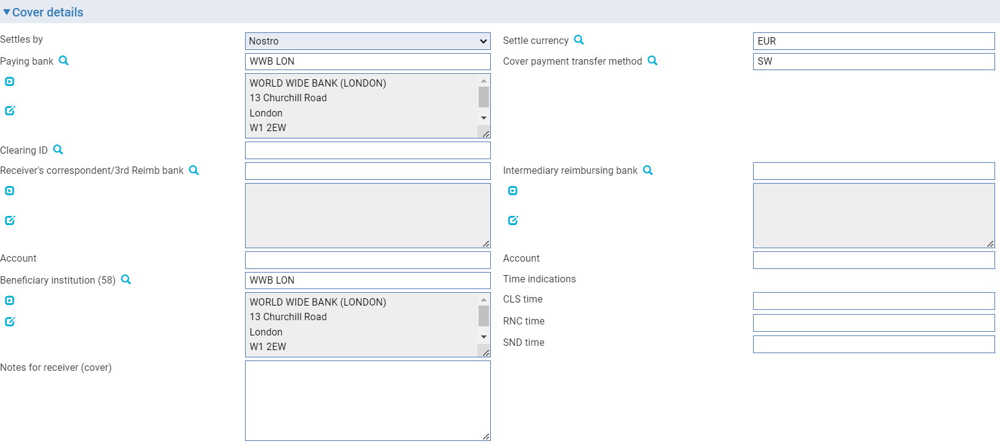 Cover details
Settles by Nostro Settle currency EUR
Paying bank WWB LON Cover payment transfer method SW
WORLD WIDE BANK (LONDON)
13 Churchill Road
London
W1 2EW
Clearing ID
Receiver's correspondent/3rd Reimb bank Intermediary reimbursing bank
Account Account
Beneficiary institution (58) WWB LON Time indications
WORLD WIDE BANK (LONDON) CLS time
13 Churchill Road RNC time
London
W1 2EW SND time
Notes for receiver (cover)